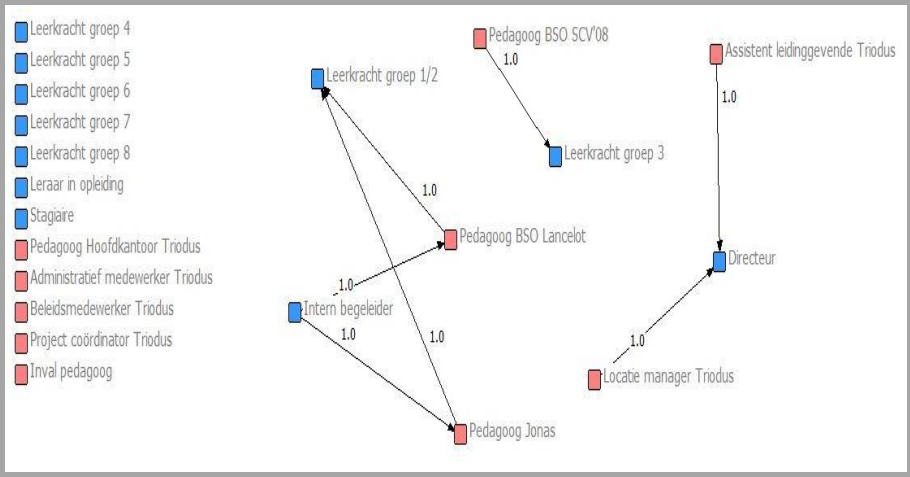 Leerkracht groep 4
Leerkracht groep 5
Leerkracht groep 6
Leerkracht groep 7
Leerkracht groep 8
Leraar in opleiding
Stagiaire
Pedagoog Hoofdkantoor Triodus
Administratief medewerker Triodus
Beleidsmedewerker Triodus
Project coördinator Triodus
Inval pedagoog
Pedagoog BSO SCV'08
1.0
Assistent leidinggevende Triodus
1.0
Leerkracht groep 1/2
Leerkracht groep 3
1.0
Pedagoog BSO Lancelot
Directeur
1.0
Intern begeleider
1.0
1.0
1.0
Locatie manager Triodus
Pedagoog Jonas